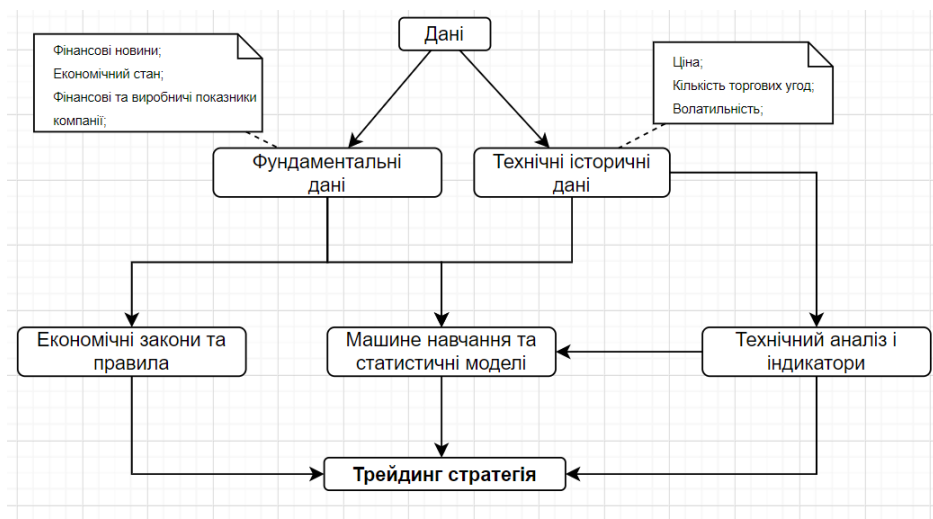 Дані
Фінансові новини;
Економічний стан;
Фінансові та виробничі показники
компанії;
Ціна;
Кількість торгових угод;
Волатильність;
Фундаментальні
дані
Технічні історичні
дані
Економічні закони та
правила
Машине навчання та
статистичні моделі
Технічний аналіз і
індикатори
Трейдинг стратегія